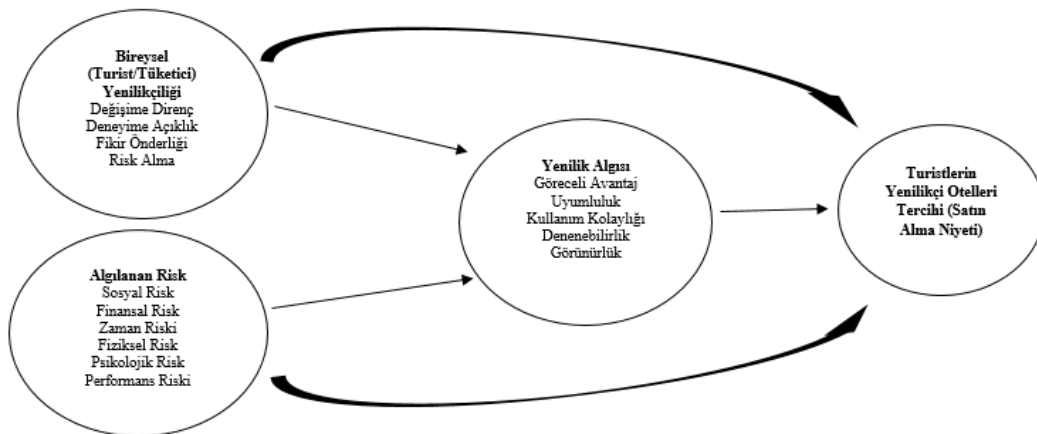 Bireysel
(Turist/Tüketici)
Yenilikçiliği
Değişime Direnç
Deneyime Açıklık
Fikir Önderliği
Risk Alma
Algılanan Risk
Sosyal Risk
Finansal Risk
Zaman Riski
Fiziksel Risk
Psikolojik Risk
Performans Riski
Yenilik Algısı
Göreceli Avantaj
Uyumluluk
Kullanım Kolaylığı
Denenebilirlik
Görünürlük
Turistlerin
Yenilikçi Otelleri
Tercihi (Satın
Alma Niyeti)